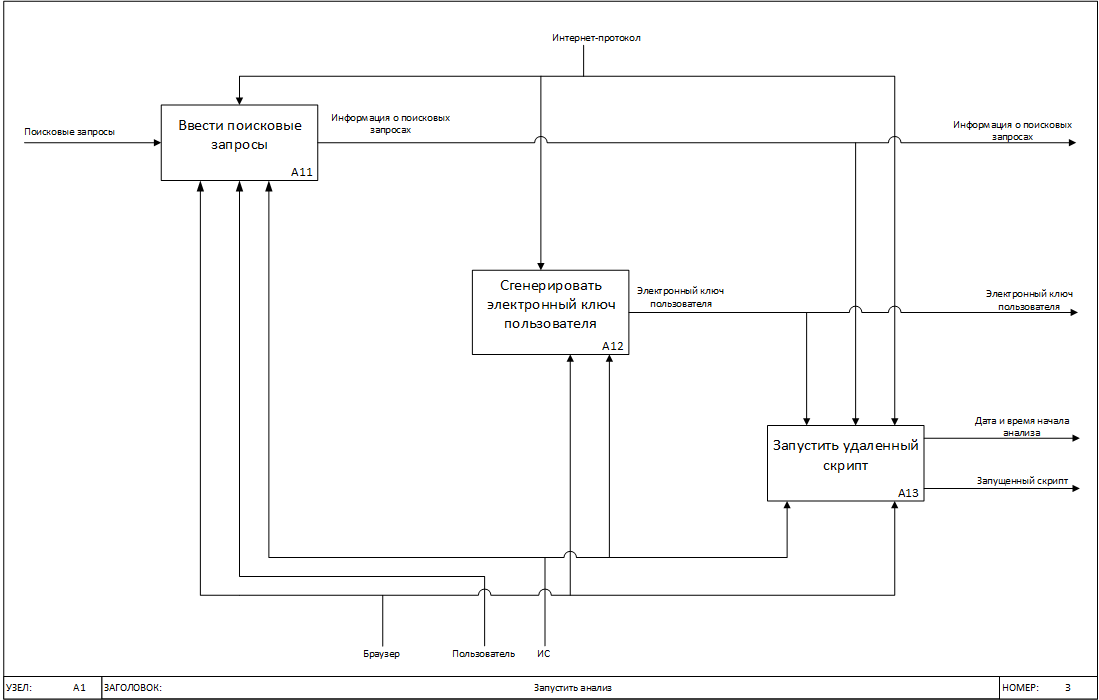 Интернет-протокол
Поисковые запросы
Ввести поисковые
запросы
A11
Информация о поисковых
запросах
Информация о поисковых
запросах
Сгенерировать
электронный ключ
пользователя
A12
Электронный ключ
пользователя
Электронный ключ
пользователя
Запустить удаленный
скрипт
A13
Дата и время начала
анализа
Запущенный скрипт
Браузер
Пользователь
ИС
УЗЕЛ:
A1
ЗАГОЛОВОК:
Запустить анализ
НОМЕР:
3